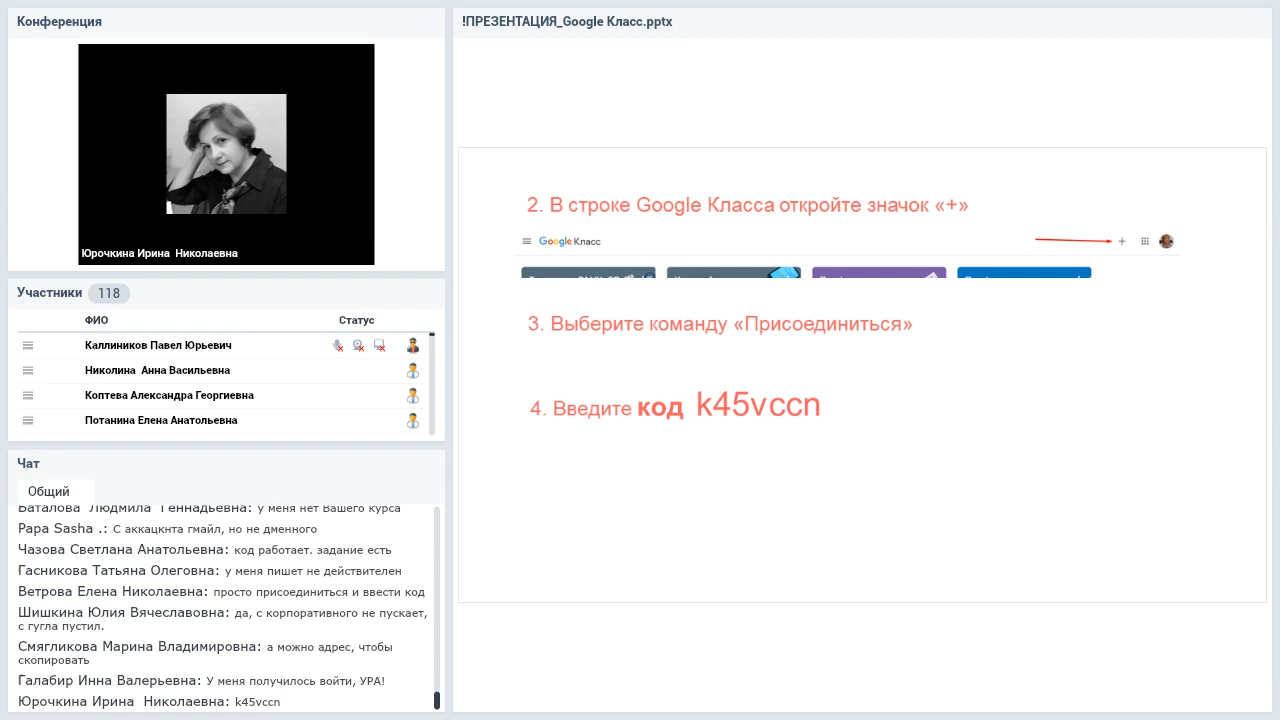 Конференция
Юрочкина Ирина Николаевна
Участники 118
ФИО Статус
Каллиников Павел Юрьевич
Николина Анна Васильевна
Коптева Александра Георгиевна
Потанина Елена Анатольевна
Чат
Общий
Баталова Людмила Геннадьевна: у меня нет Вашего курса
Papa Sasha .: С аккацкнта гмайл, но не дменного
Чазова Светлана Анатольевна: код работает. задание есть
Гасникова Татьяна Олеговна: у меня пишет не действителен
Ветрова Елена Николаевна: просто присоединиться и ввести код
Шишкина Юлия Вячеславовна: да, с корпоративного не пускает,
с гугла пустил.
Смягликова Марина Владимировна: а можно адрес, чтобы
скопировать
Галабир Инна Валерьевна: У меня получилось войти, УРА!
Юрочкина Ирина Николаевна: k45vccn
!ПРЕЗЕНТАЦИЯ_Google Класс.pptx
2. В строке Google Класса откройте значок «+»
Google Класс
3. Выберите команду «Присоединиться»
4. Введите код k45vccn